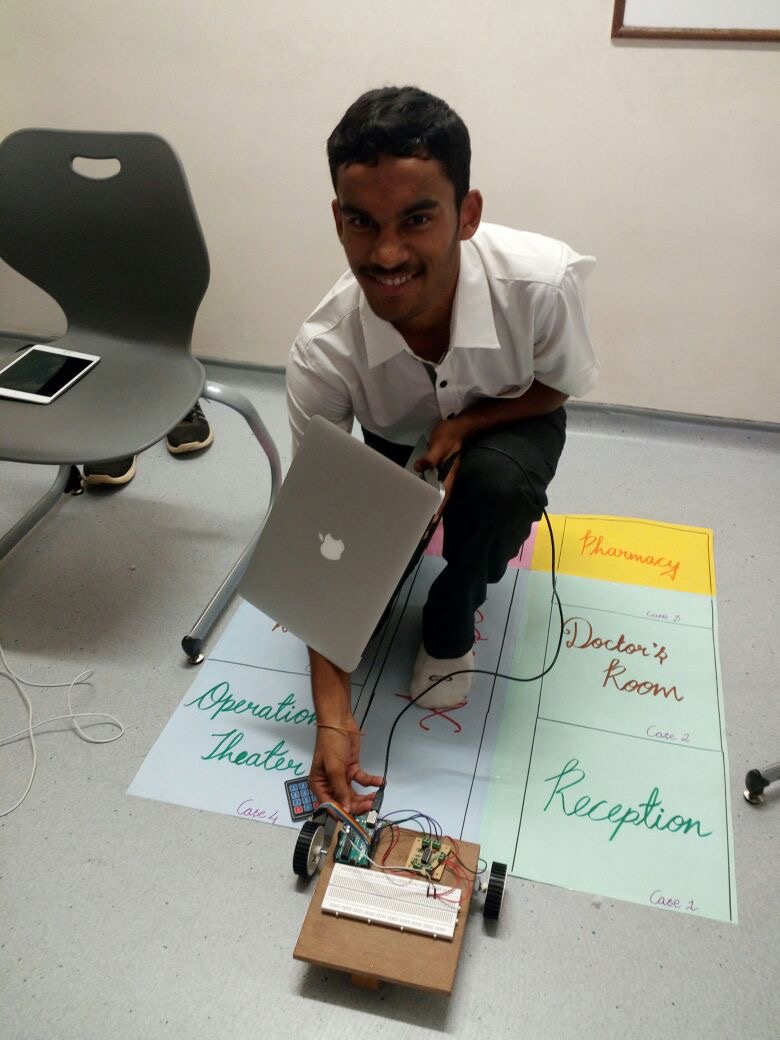 Pharmacy
Case 3
Doctor's
Room
Case 2
Operation
Theater
Case 4
Reception
Case 1